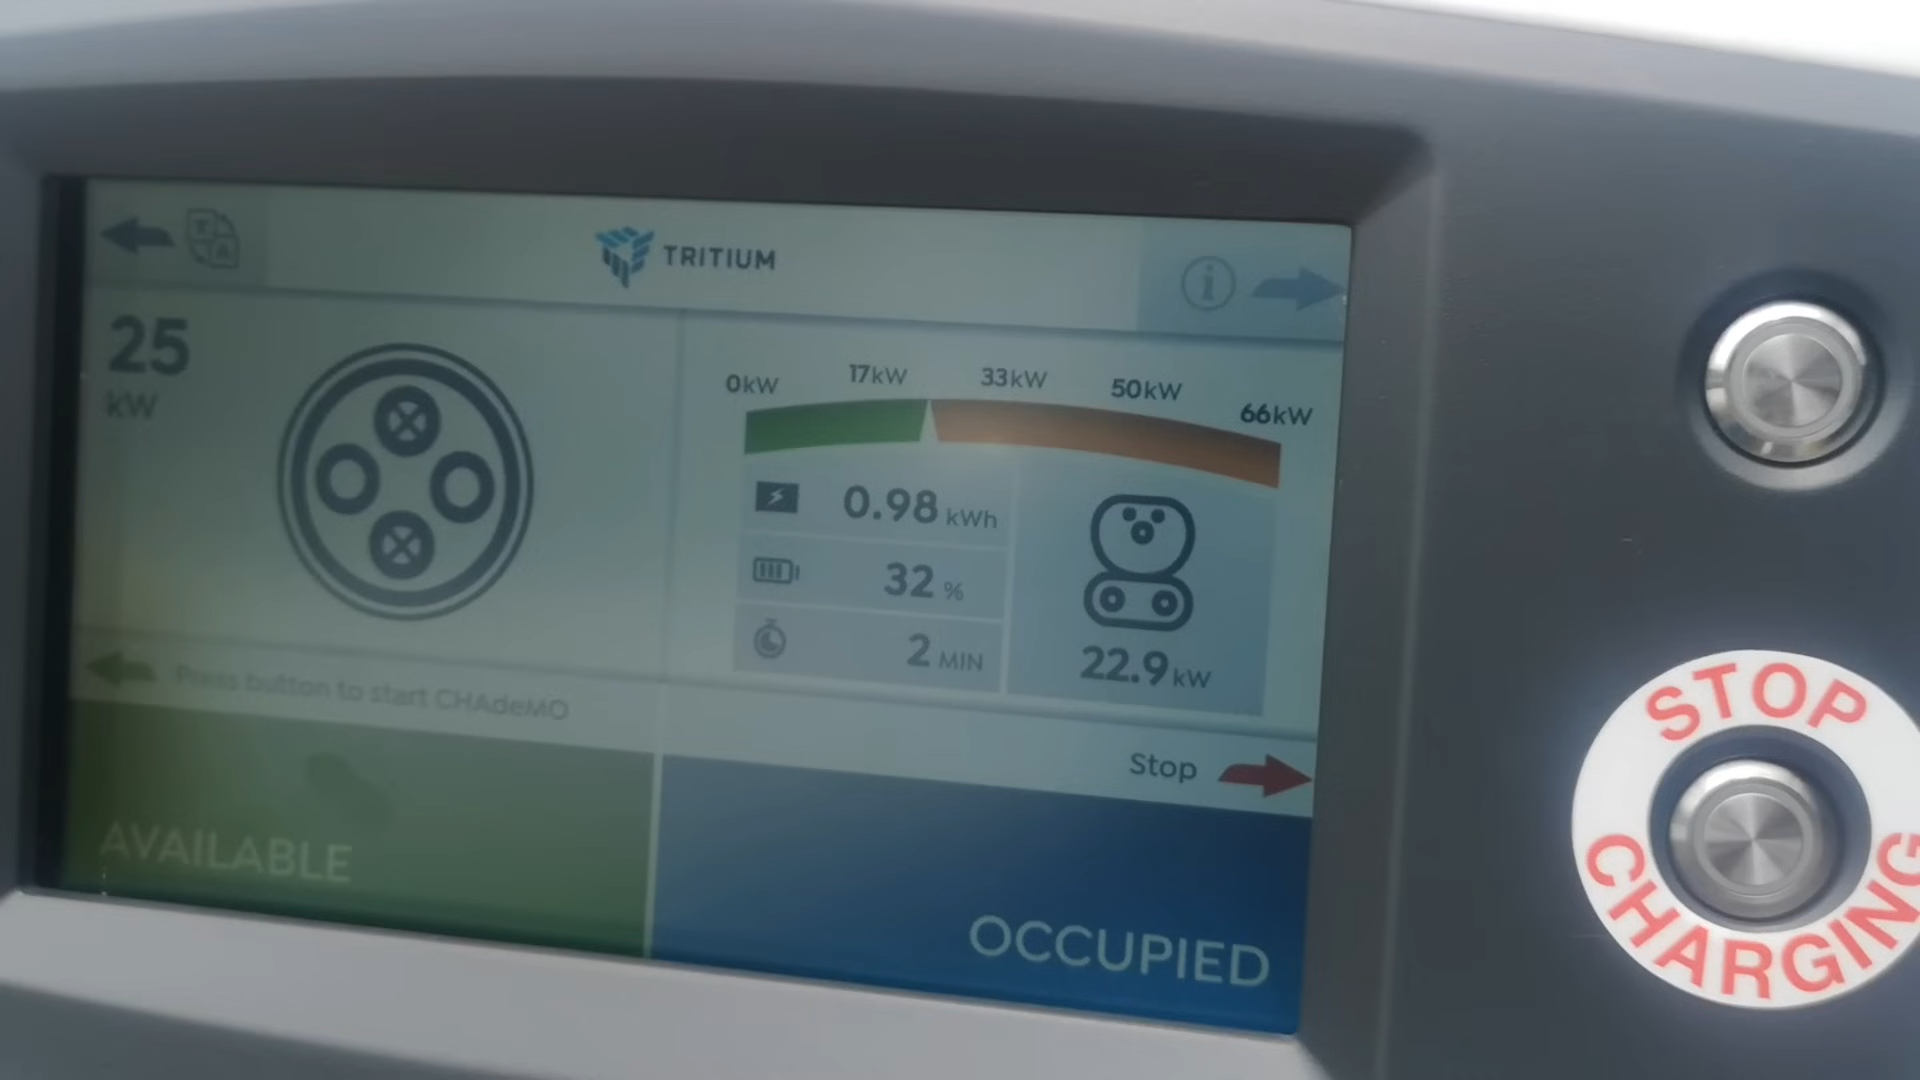 TRITIUM
25
kW
0kW 17kW 33kW 50kW 66kW
0.98 kWh
32 %
2 MIN
22.9 kW
Press button to start CHAdeMO
Stop
AVAILABLE
OCCUPIED
STOP
CHARGING